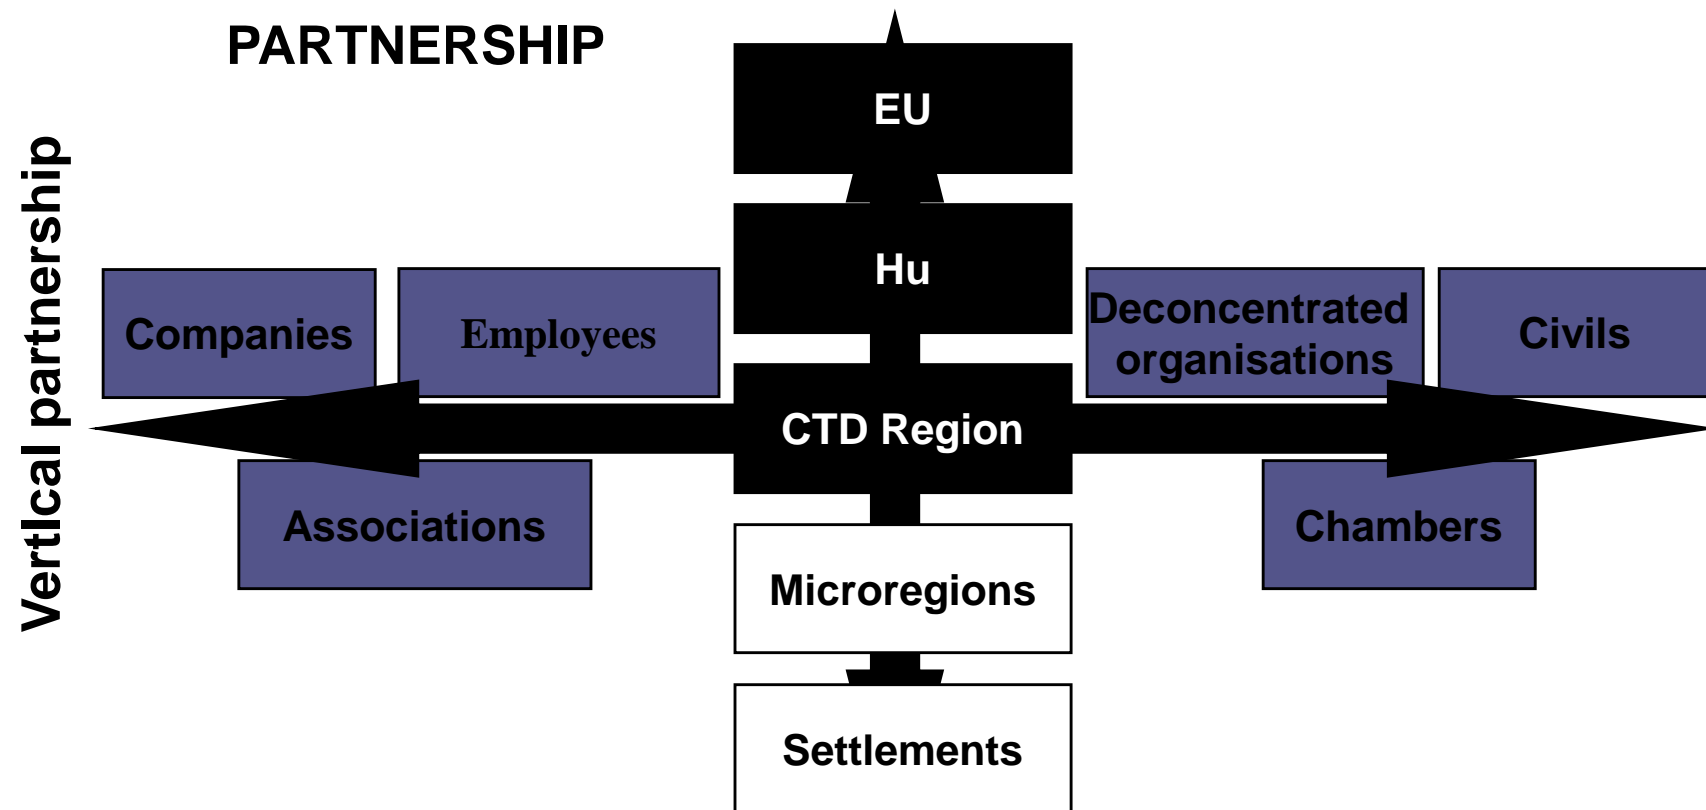 PARTNERSHIP
Vertical partnership
EU
Hu
Companies
Employees
Deconcentrated
organisations
Civils
CTD Region
Associations
Chambers
Microregions
Settlements